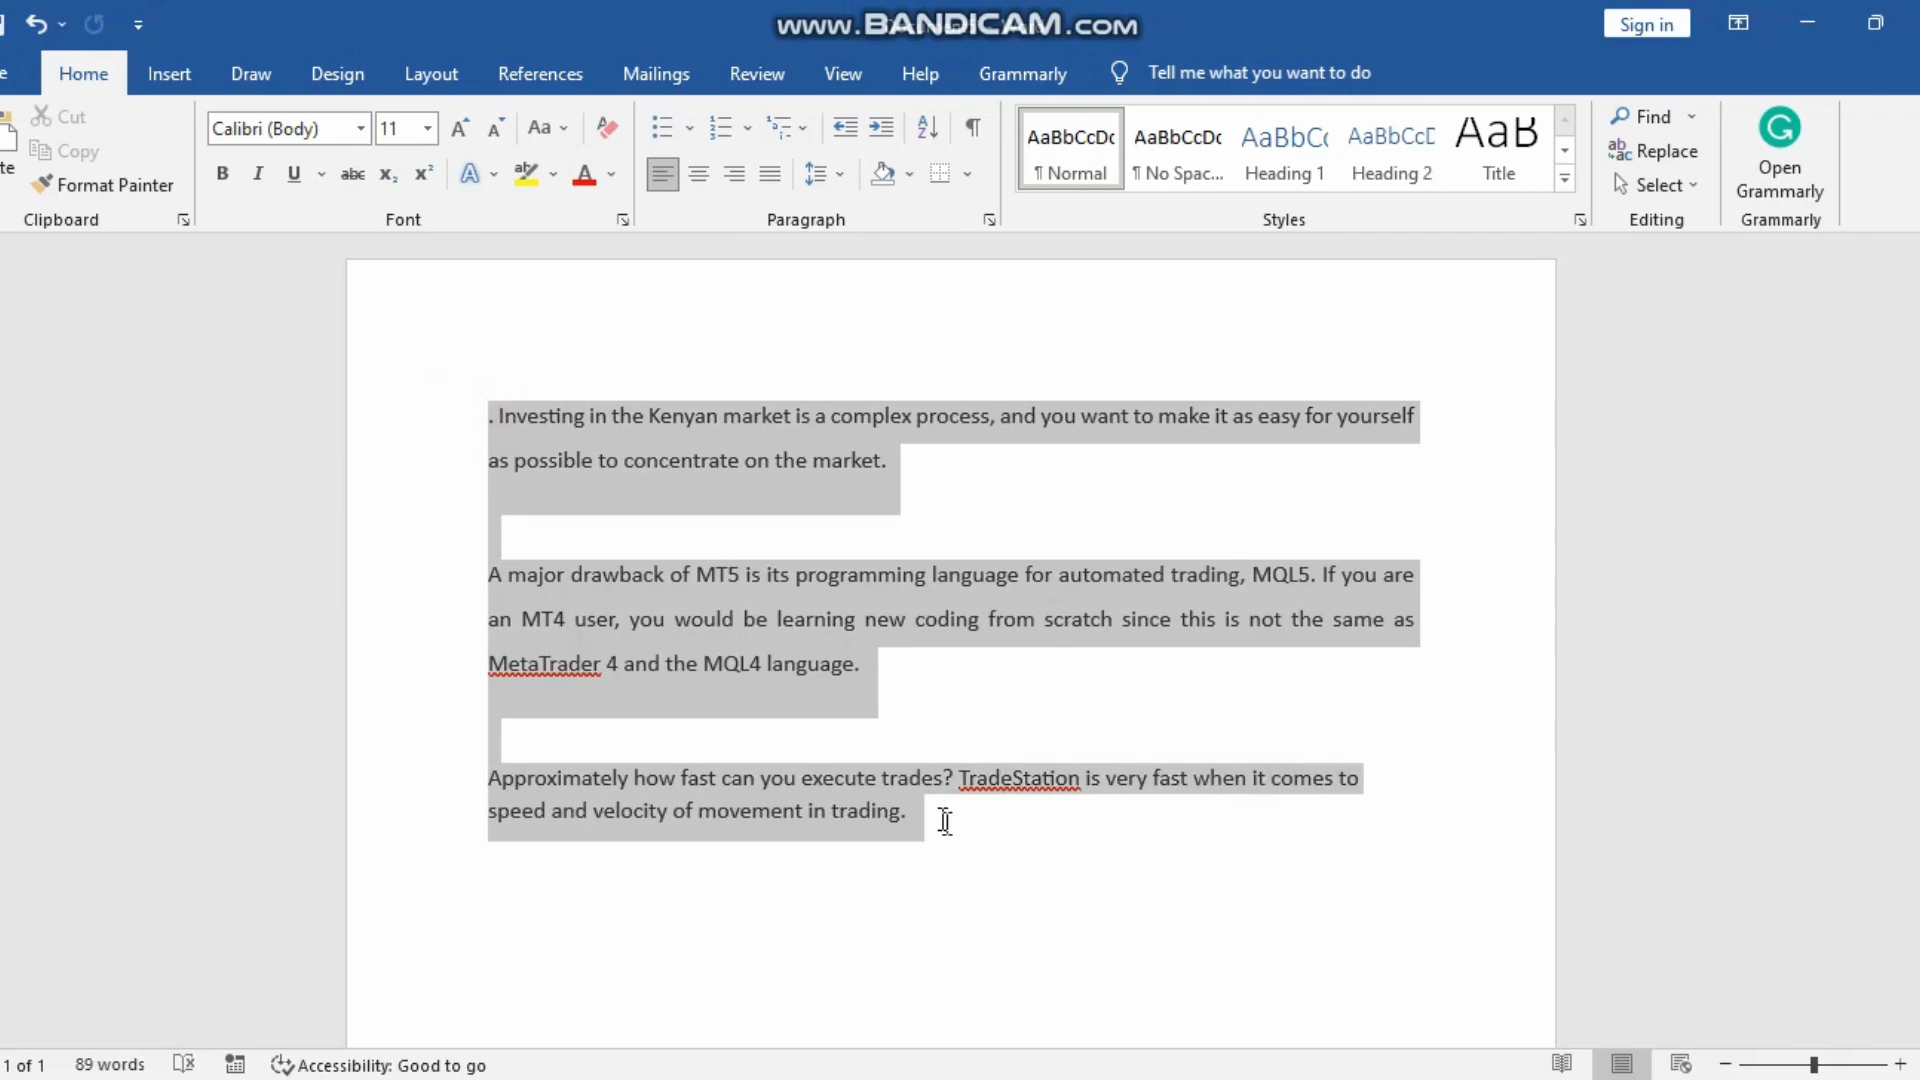 www.BANDICAM.com
Sign in
Home Insert Draw Design Layout References Mailings Review View Help Grammarly Tell me what you want to do
Cut
Copy
Format Painter
Clipboard
Calibri (Body) 11 Aa
B I U abc x₂ x² A aby A
Font
Paragraph
AaBbCcDc AaBbCcDc AaBbC AaBbCcD AaB
¶ Normal ¶ No Spac... Heading 1 Heading 2 Title
Styles
Find
Replace
Select
Editing
Open
Grammarly
Grammarly
. Investing in the Kenyan market is a complex process, and you want to make it as easy for yourself
as possible to concentrate on the market.
A major drawback of MT5 is its programming language for automated trading, MQL5. If you are
an MT4 user, you would be learning new coding from scratch since this is not the same as
MetaTrader 4 and the MQL4 language.
Approximately how fast can you execute trades? TradeStation is very fast when it comes to
speed and velocity of movement in trading.
1 of 1 89 words Accessibility: Good to go